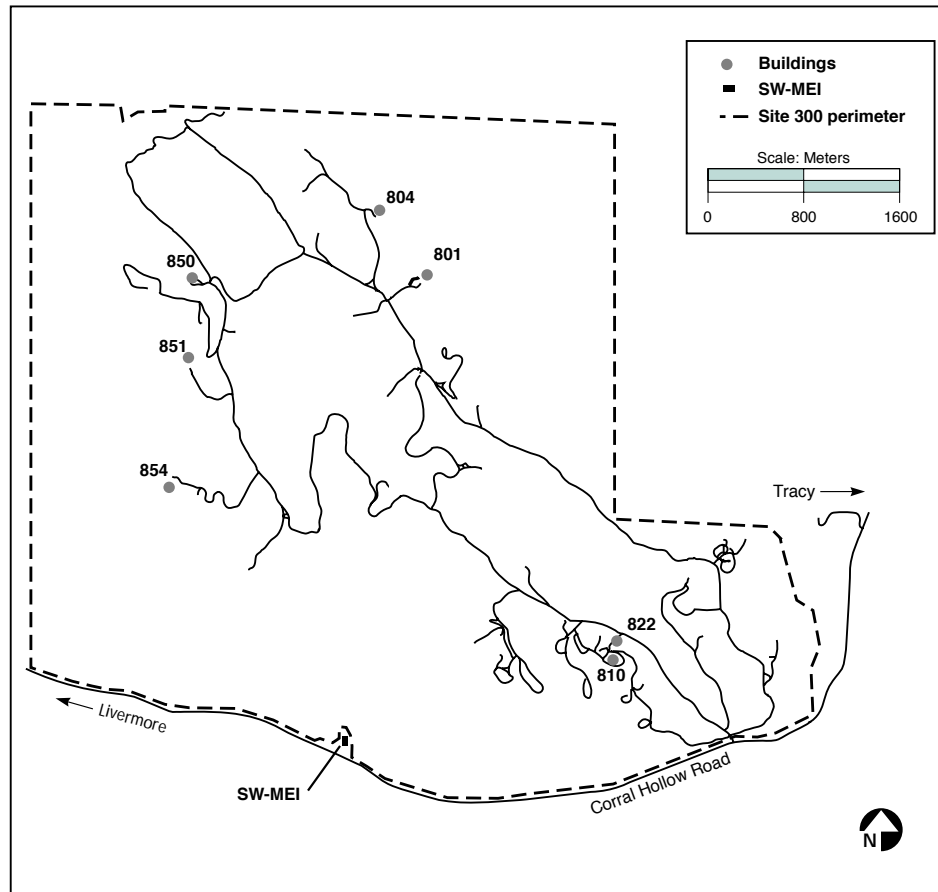 Buildings
SW-MEI
Site 300 perimeter
Scale: Meters
0 800 1600
804
801
850
851
854
Tracy
822
810
Livermore
SW-MEI
Corral Hollow Road
N